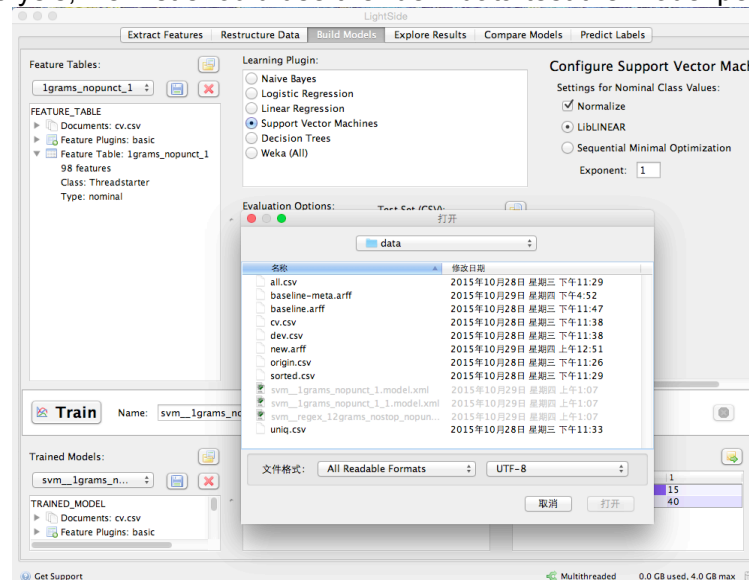 LightSide
Extract Features Restructure Data Build Models Explore Results Compare Models Predict Labels
Feature Tables:
1grams_nopunct_1
FEATURE_TABLE
Documents: cv.csv
Feature Plugins: basic
Feature Table: 1grams_nopunct_1
98 features
Class: Threadstarter
Type: nominal
Learning Plugin:
Naive Bayes
Logistic Regression
Linear Regression
Support Vector Machines
Decision Trees
Weka (All)
Configure Support Vector Mach
Settings for Nominal Class Values:
Normalize
LibLINEAR
Sequential Minimal Optimization
Exponent: 1
Evaluation Options: Test Set (CSV):
打开
data
名称 修改日期
all.csv 2015年10月28日 星期三 下午11:29
baseline-meta.arff 2015年10月29日 星期四 下午4:52
baseline.arff 2015年10月28日 星期三 下午11:47
cv.csv 2015年10月28日 星期三 下午11:38
dev.csv 2015年10月28日 星期三 下午11:38
new.arff 2015年10月29日 星期四 上午12:51
origin.csv 2015年10月28日 星期三 下午11:26
sorted.csv 2015年10月28日 星期三 下午11:29
svm__1grams_nopunct_1.model.xml 2015年10月29日 星期四 上午1:07
svm__1grams_nopunct_1_1.model.xml 2015年10月29日 星期四 上午1:07
svm__regex_12grams_nostop_nopun... 2015年10月29日 星期四 上午1:07
uniq.csv 2015年10月28日 星期三 下午11:33
文件格式: All Readable Formats UTF-8
取消 打开
Train Name: svm__1grams_no
Trained Models:
svm__1grams_n...
TRAINED_MODEL
Documents: cv.csv
Feature Plugins: basic
1
15
40
Get Support Multithreaded 0.0 GB used, 4.0 GB max